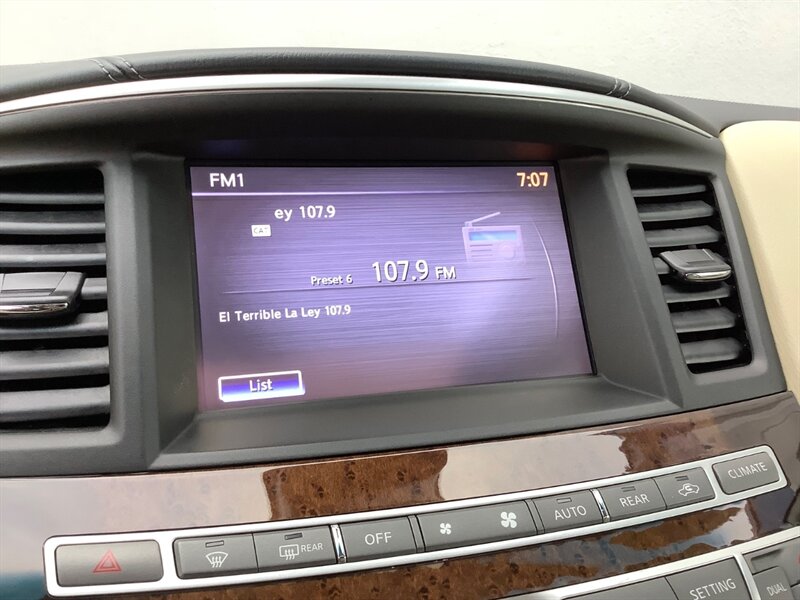 FM1 7:07
ey 107.9
CAT
Preset 6 107.9 FM
El Terrible La Ley 107.9
List
CLIMATE
REAR
AUTO
OFF
REAR
SETTING
DUAL